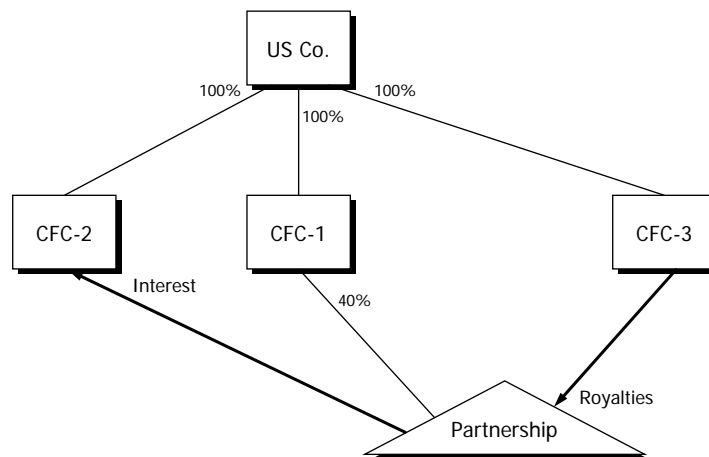 US Co.
100%
100%
100%
CFC-2
CFC-1
CFC-3
Interest
40%
Royalties
Partnership